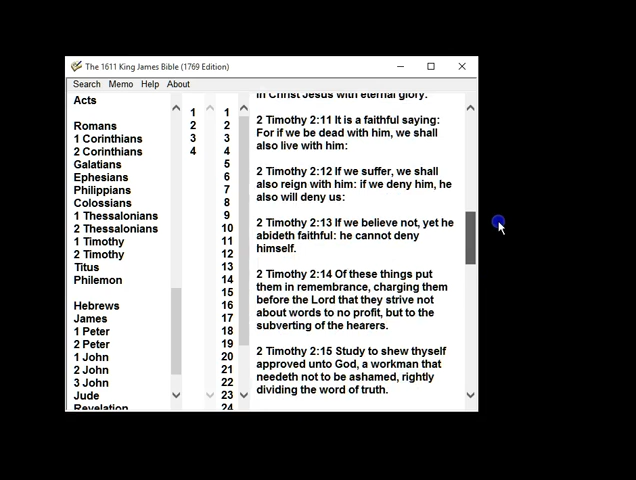 The 1611 King James Bible (1769 Edition)
Search Memo Help About
Acts
Romans
1 Corinthians
2 Corinthians
Galatians
Ephesians
Philippians
Colossians
1 Thessalonians
2 Thessalonians
1 Timothy
2 Timothy
Titus
Philemon
Hebrews
James
1 Peter
2 Peter
1 John
2 John
3 John
Jude
Revelation
1
2
3
4
1
2
3
4
5
6
7
8
9
10
11
12
13
14
15
16
17
18
19
20
21
22
23
24
in Christ Jesus with eternal glory.
2 Timothy 2:11 It is a faithful saying:
For if we be dead with him, we shall
also live with him:
2 Timothy 2:12 If we suffer, we shall
also reign with him: if we deny him, he
also will deny us:
2 Timothy 2:13 If we believe not, yet he
abideth faithful: he cannot deny
himself.
2 Timothy 2:14 Of these things put
them in remembrance, charging them
before the Lord that they strive not
about words to no profit, but to the
subverting of the hearers.
2 Timothy 2:15 Study to shew thyself
approved unto God, a workman that
needeth not to be ashamed, rightly
dividing the word of truth.